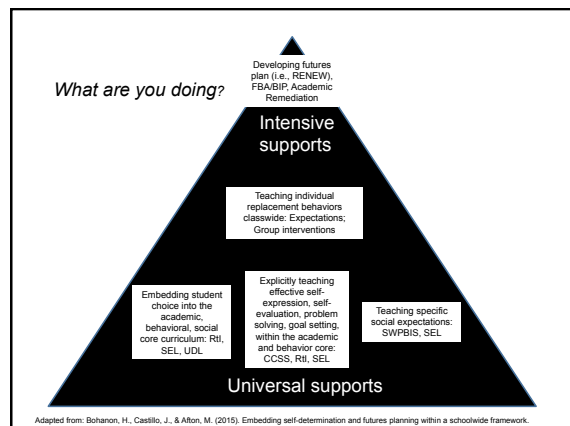 What are you doing?
Developing futures
plan (i.e., RENEW),
FBA/BIP, Academic
Remediation
Intensive
supports
Teaching individual
replacement behaviors
classwide: Expectations;
Group interventions
Embedding student
choice into the
academic,
behavioral, social
core curriculum: RtI,
SEL, UDL
Explicitly teaching
effective self-
expression, self-
evaluation, problem
solving, goal setting,
within the academic
and behavior core:
CCSS, RtI, SEL
Teaching specific
social expectations:
SWPBIS, SEL
Universal supports
Adapted from: Bohanon, H., Castillo, J., & Afton, M. (2015). Embedding self-determination and futures planning within a schoolwide framework.